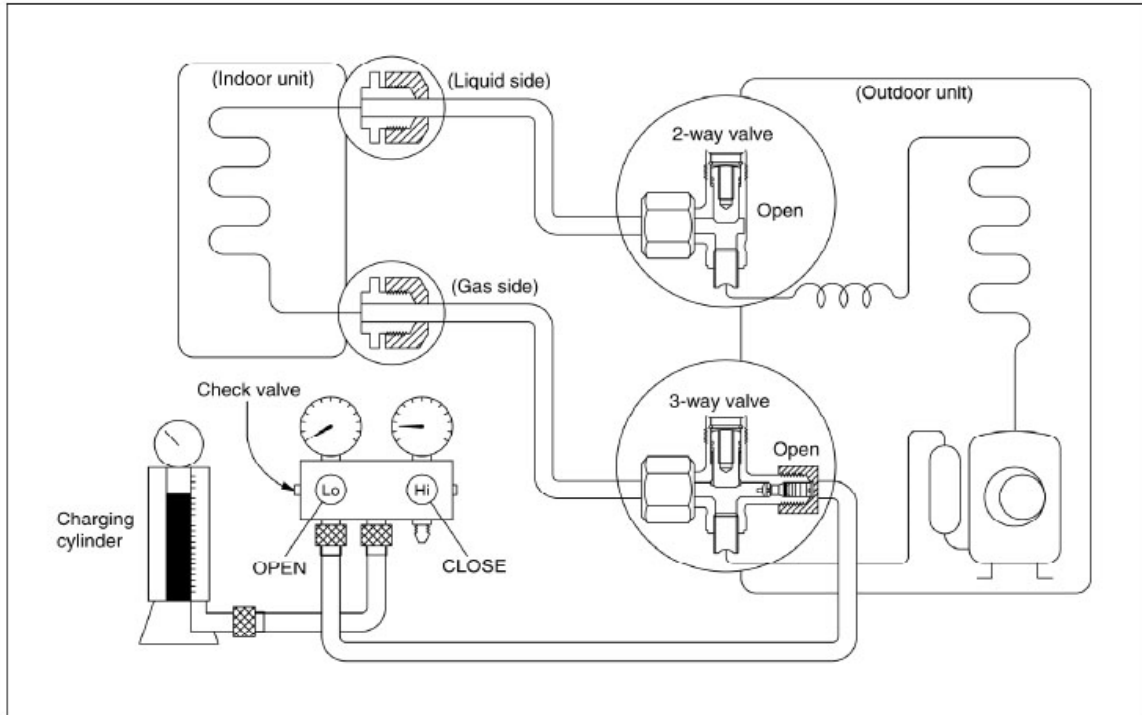 (Indoor unit)
(Liquid side)
(Outdoor unit)
2-way valve
Open
(Gas side)
3-way valve
Open
Check valve
Lo
Hi
Charging
cylinder
OPEN
CLOSE